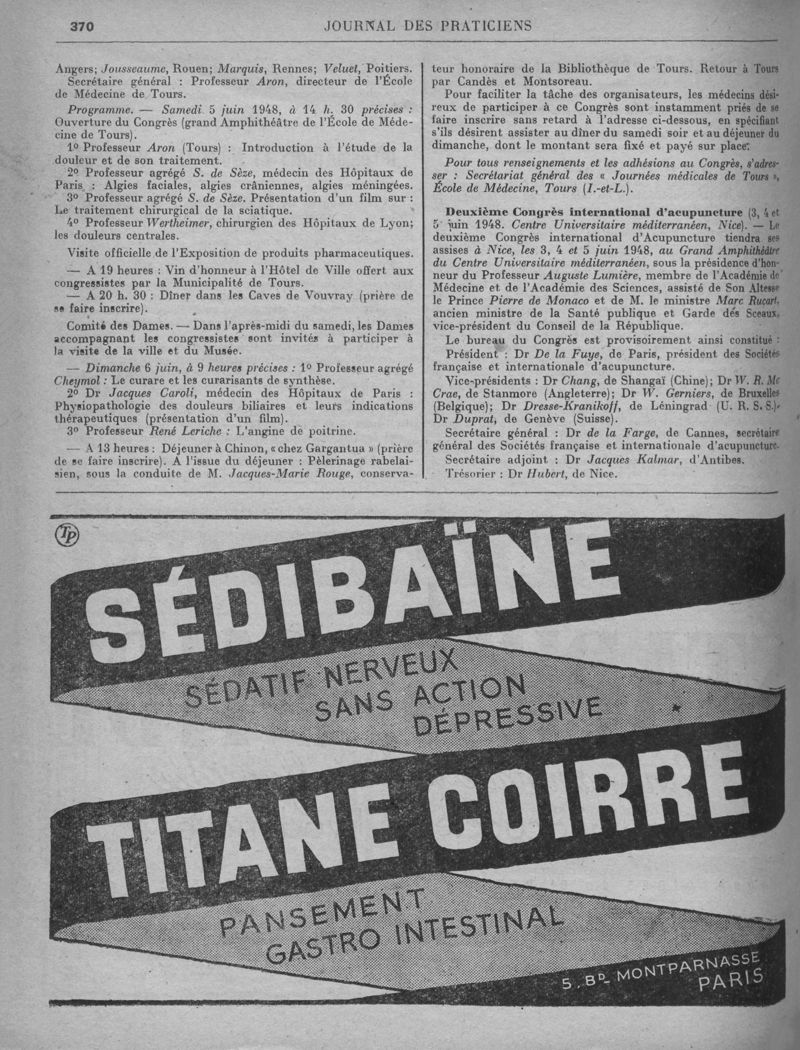 370
JOURNAL DES PRATICIENS
Angers; Jousseaume, Rouen; Marquis, Rennes; Veluet, Poitiers.
Secrétaire général : Professeur Aron, directeur de l'École
de Médecine de Tours.
Programme. — Samedi 5 juin 1948, à 14 h. 30 précises :
Ouverture du Congrès (grand Amphithéâtre de l'École de Méde-
cine de Tours).
1º Professeur Aron (Tours) : Introduction à l'étude de la
douleur et de son traitement.
2º Professeur agrégé S. de Sèze, médecin des Hôpitaux de
Paris : Algies faciales, algies crâniennes, algies méningées.
3º Professeur agrégé S. de Sèze. Présentation d'un film sur :
Le traitement chirurgical de la sciatique.
4º Professeur Wertheimer, chirurgien des Hôpitaux de Lyon;
les douleurs centrales.
Visite officielle de l'Exposition de produits pharmaceutiques.
— A 19 heures : Vin d'honneur à l'Hôtel de Ville offert aux
congressistes par la Municipalité de Tours.
— A 20 h. 30 : Dîner dans les Caves de Vouvray (prière de
se faire inscrire).
Comité des Dames. — Dans l'après-midi du samedi, les Dames
accompagnant les congressistes sont invités à participer à
la visite de la ville et du Musée.
— Dimanche 6 juin, à 9 heures précises : 1º Professeur agrégé
Cheymol : Le curare et les curarisants de synthèse.
2º Dr Jacques Caroli, médecin des Hôpitaux de Paris :
Physiopathologie des douleurs biliaires et leurs indications
thérapeutiques (présentation d'un film).
3º Professeur René Leriche : L'angine de poitrine.
— A 13 heures : Déjeuner à Chinon, « chez Gargantua » (prière
de se faire inscrire). A l'issue du déjeuner : Pèlerinage rabelai-
sien, sous la conduite de M. Jacques-Marie Rouge, conserva-
teur honoraire de la Bibliothèque de Tours. Retour à Tours
par Candès et Montsoreau.
Pour faciliter la tâche des organisateurs, les médecins dési-
reux de participer à ce Congrès sont instamment priés de se
faire inscrire sans retard à l'adresse ci-dessous, en spécifiant
s'ils désirent assister au dîner du samedi soir et au déjeuner du
dimanche, dont le montant sera fixé et payé sur place.
Pour tous renseignements et les adhésions au Congrès, s'adres-
ser : Secrétariat général des « Journées médicales de Tours »,
École de Médecine, Tours (I.-et-L.).
Deuxième Congrès international d'acupuncture (3, 4 et
5 juin 1948. Centre Universitaire méditerranéen, Nice). — Le
deuxième Congrès international d'Acupuncture tiendra ses
assises à Nice, les 3, 4 et 5 juin 1948, au Grand Amphithéâtre
du Centre Universitaire méditerranéen, sous la présidence d'hon-
neur du Professeur Auguste Lumière, membre de l'Académie de
Médecine et de l'Académie des Sciences, assisté de Son Altesse
le Prince Pierre de Monaco et de M. le ministre Marc Rucart,
ancien ministre de la Santé publique et Garde des Sceaux,
vice-président du Conseil de la République.
Le bureau du Congrès est provisoirement ainsi constitué :
Président : Dr De la Fuye, de Paris, président des Sociétés
française et internationale d'acupuncture.
Vice-présidents : Dr Chang, de Shangaï (Chine); Dr W. R. Mc
Crae, de Stanmore (Angleterre); Dr W. Gerniers, de Bruxelles
(Belgique); Dr Dresse-Kranikoff, de Léningrad (U. R. S. S.),
Dr Duprat, de Genève (Suisse).
Secrétaire général : Dr de la Farge, de Cannes, secrétaire
général des Sociétés française et internationale d'acupuncture.
Secrétaire adjoint : Dr Jacques Kalmar, d'Antibes.
Trésorier : Dr Hubert, de Nice.
TP
SÉDIBAÏNE
SÉDATIF NERVEUX
SANS ACTION
DÉPRESSIVE
TITANE COIRRE
PANSEMENT
GASTRO INTESTINAL
5. BD. MONTPARNASSE
PARIS